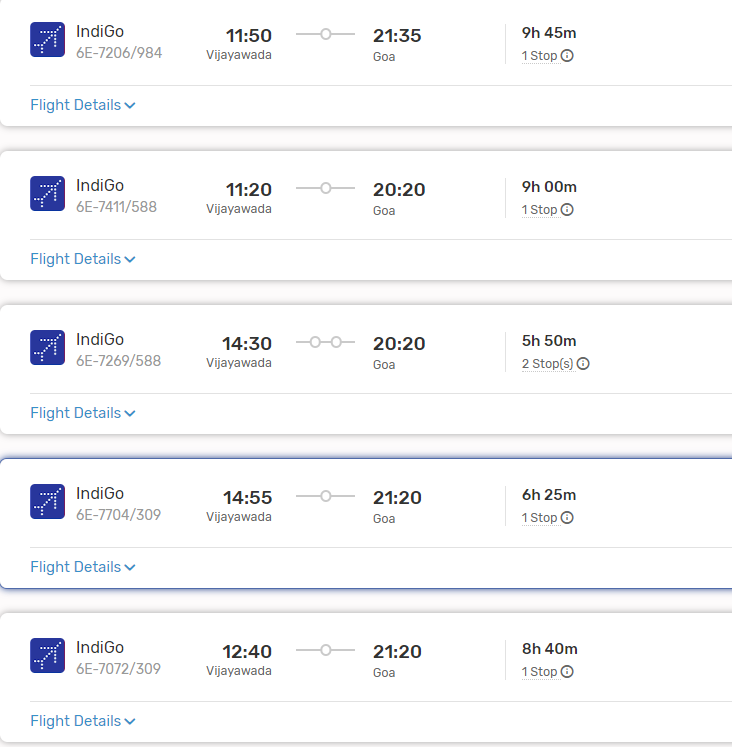 IndiGo 11:50 21:35 9h 45m
6E-7206/984 Vijayawada Goa 1 Stop
Flight Details
IndiGo 11:20 20:20 9h 00m
6E-7411/588 Vijayawada Goa 1 Stop
Flight Details
IndiGo 14:30 20:20 5h 50m
6E-7269/588 Vijayawada Goa 2 Stop(s)
Flight Details
IndiGo 14:55 21:20 6h 25m
6E-7704/309 Vijayawada Goa 1 Stop
Flight Details
IndiGo 12:40 21:20 8h 40m
6E-7072/309 Vijayawada Goa 1 Stop
Flight Details